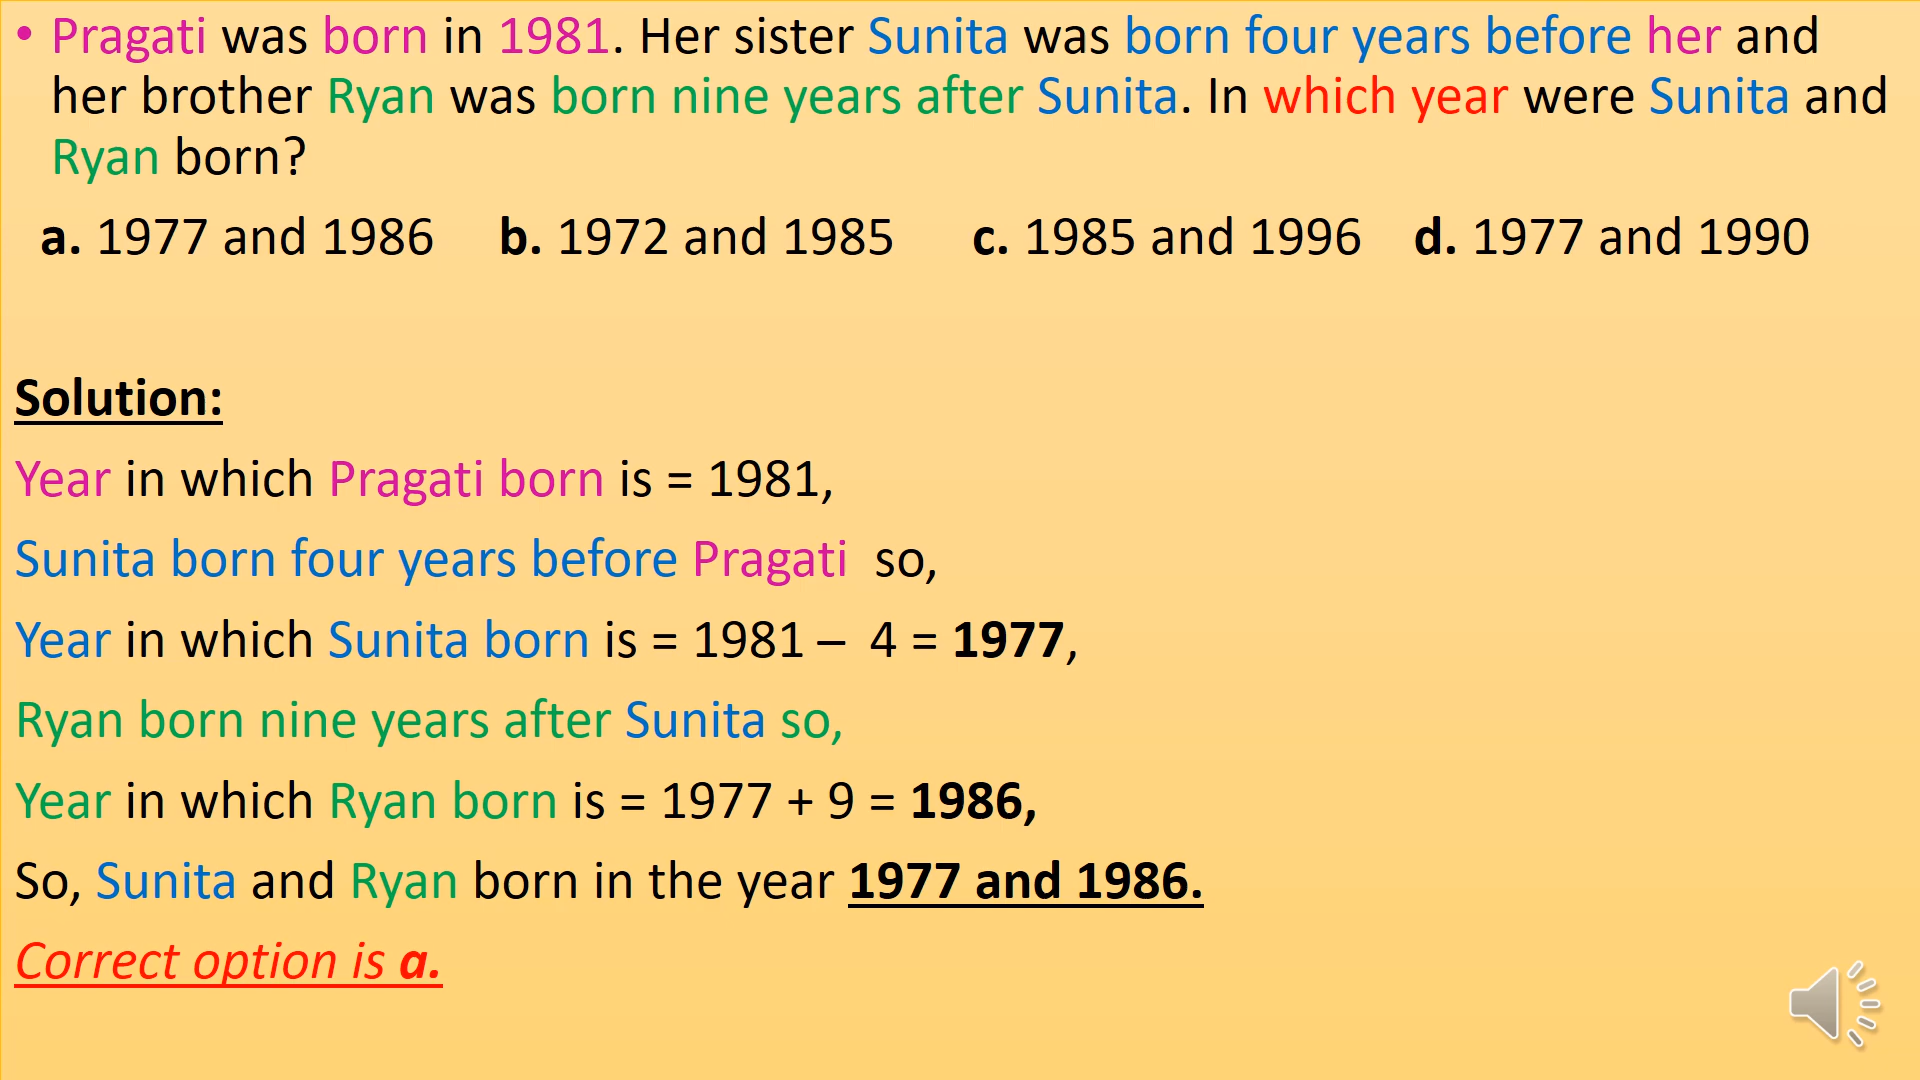 • Pragati was born in 1981. Her sister Sunita was born four years before her and
her brother Ryan was born nine years after Sunita. In which year were Sunita and
Ryan born?
a. 1977 and 1986 b. 1972 and 1985 c. 1985 and 1996 d. 1977 and 1990
Solution:
Year in which Pragati born is = 1981,
Sunita born four years before Pragati so,
Year in which Sunita born is = 1981 – 4 = 1977,
Ryan born nine years after Sunita so,
Year in which Ryan born is = 1977 + 9 = 1986,
So, Sunita and Ryan born in the year 1977 and 1986.
Correct option is a.